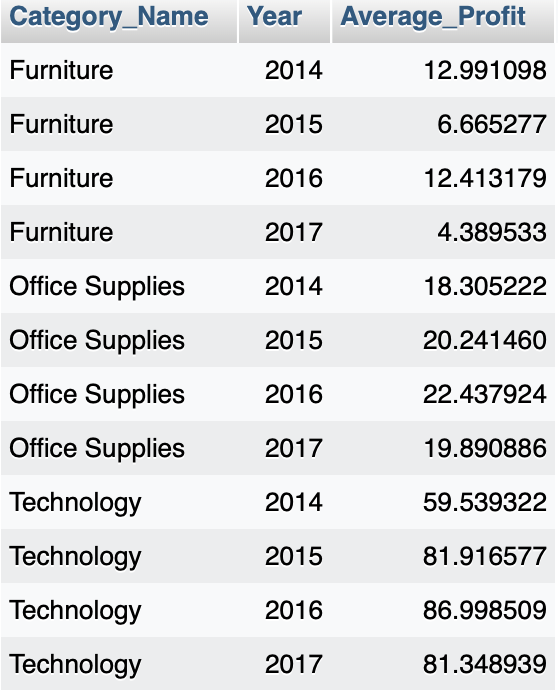 Category_Name Year Average_Profit
Furniture 2014 12.991098
Furniture 2015 6.665277
Furniture 2016 12.413179
Furniture 2017 4.389533
Office Supplies 2014 18.305222
Office Supplies 2015 20.241460
Office Supplies 2016 22.437924
Office Supplies 2017 19.890886
Technology 2014 59.539322
Technology 2015 81.916577
Technology 2016 86.998509
Technology 2017 81.348939